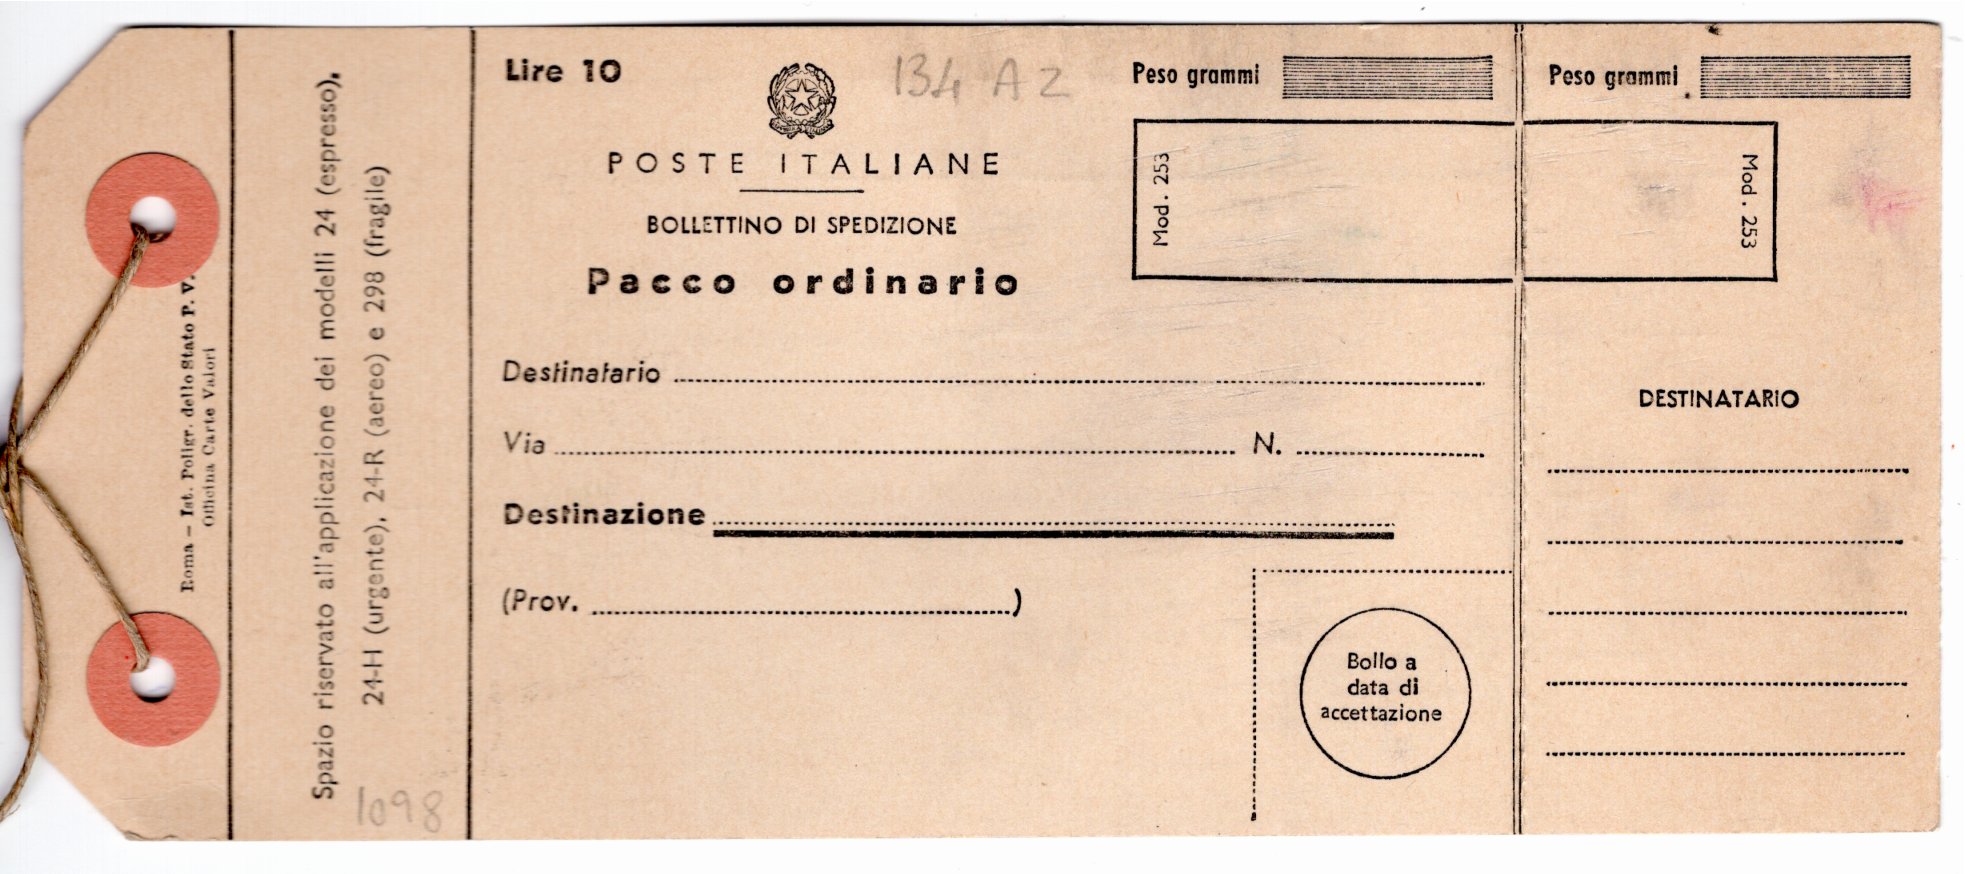 Roma – Ist. Poligr. dello Stato P. V.
Officina Carte Valori
Spazio riservato all'applicazione dei modelli 24 (espresso),
24-H (urgente), 24-R (aereo) e 298 (fragile)
1098
Lire 10
134 A Z
POSTE ITALIANE
BOLLETTINO DI SPEDIZIONE
Pacco ordinario
Peso grammi
Mod. 253
Destinatario
Via N.
Destinazione
(Prov. )
Bollo a
data di
accettazione
Peso grammi
Mod. 253
DESTINATARIO